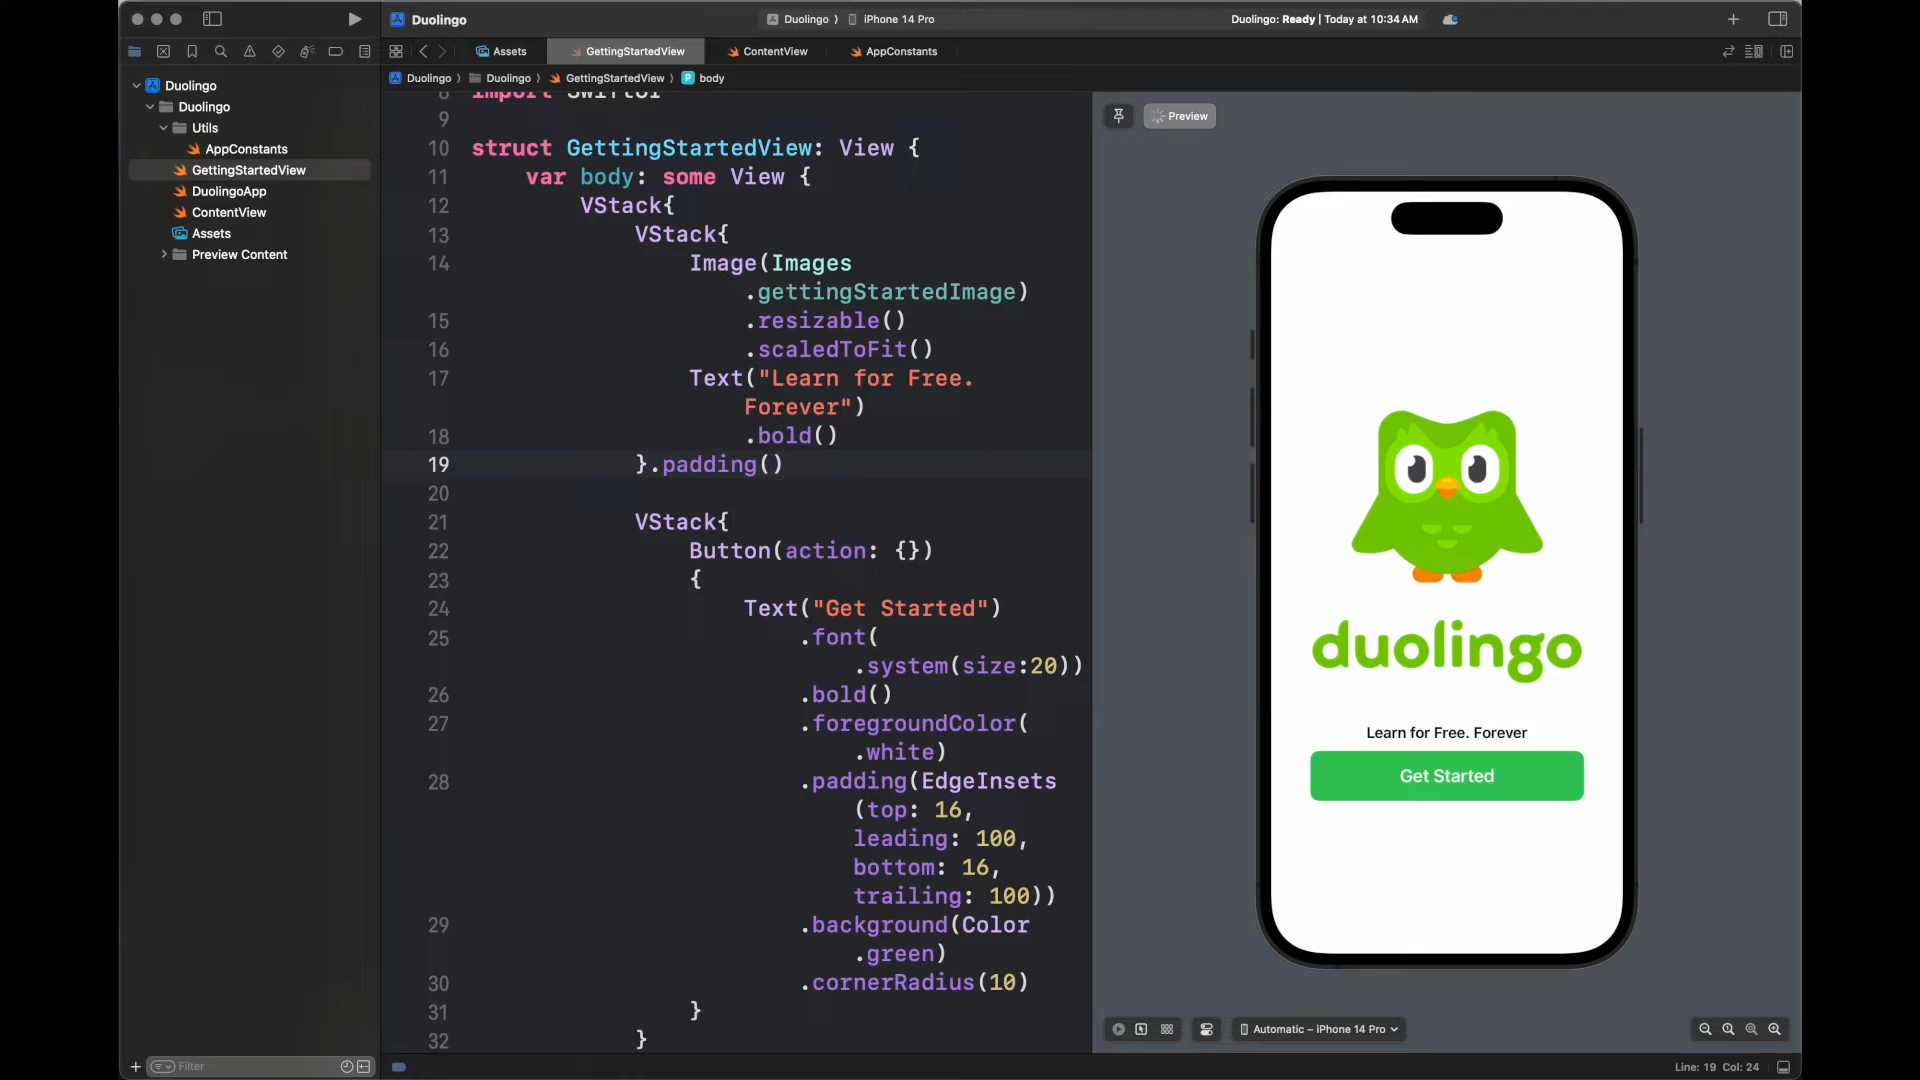 Duolingo
Duolingo ⟩ iPhone 14 Pro
Duolingo: Ready | Today at 10:34 AM
Assets
GettingStartedView
ContentView
AppConstants
Duolingo ⟩ Duolingo ⟩ GettingStartedView ⟩ P body
Duolingo
Duolingo
Utils
AppConstants
GettingStartedView
DuolingoApp
ContentView
Assets
Preview Content
Filter
8 import SwiftUI
9
10 struct GettingStartedView: View {
11 var body: some View {
12 VStack{
13 VStack{
14 Image(Images
.gettingStartedImage)
15 .resizable()
16 .scaledToFit()
17 Text("Learn for Free.
Forever")
18 .bold()
19 }.padding()
20
21 VStack{
22 Button(action: {})
23 {
24 Text("Get Started")
25 .font(
.system(size:20))
26 .bold()
27 .foregroundColor(
.white)
28 .padding(EdgeInsets
(top: 16,
leading: 100,
bottom: 16,
trailing: 100))
29 .background(Color
.green)
30 .cornerRadius(10)
31 }
32 }
Preview
duolingo
Learn for Free. Forever
Get Started
Automatic – iPhone 14 Pro
Line: 19 Col: 24